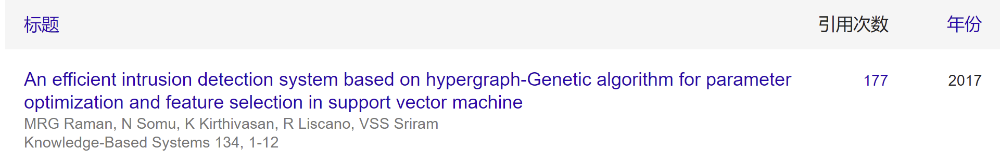 标题 引用次数 年份
An efficient intrusion detection system based on hypergraph-Genetic algorithm for parameter 177 2017
optimization and feature selection in support vector machine
MRG Raman, N Somu, K Kirthivasan, R Liscano, VSS Sriram
Knowledge-Based Systems 134, 1-12